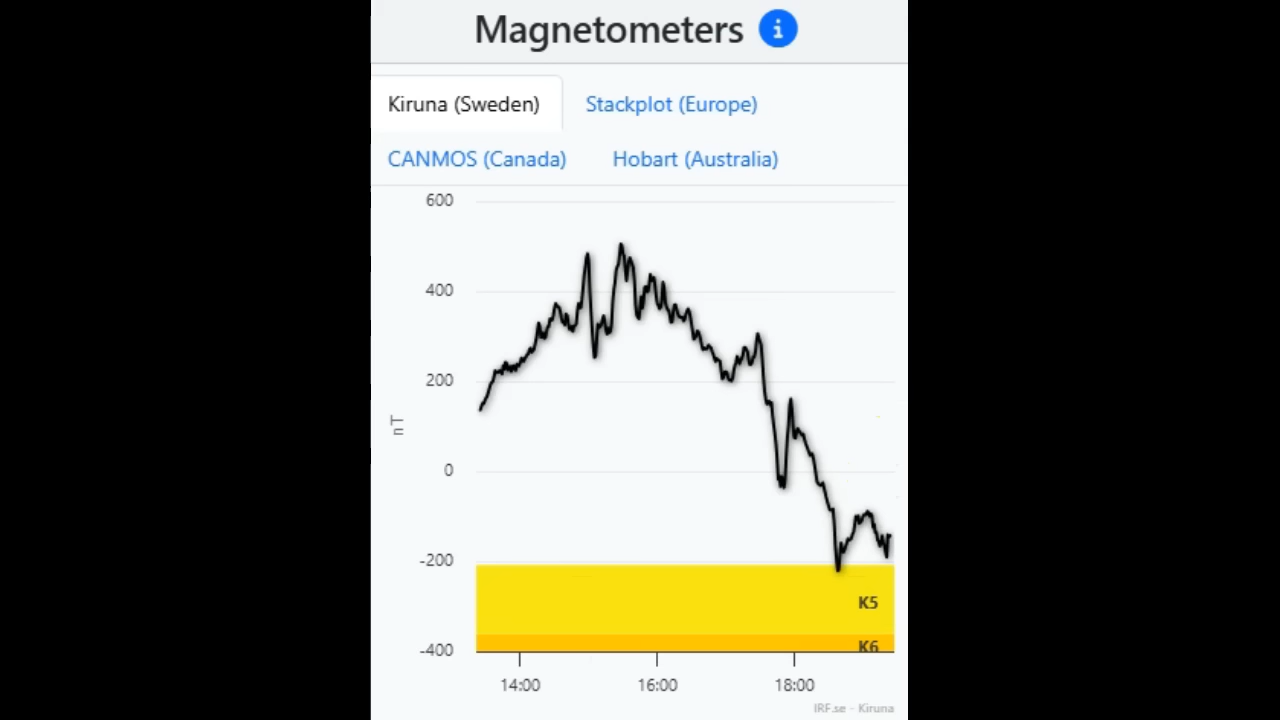 Magnetometers i
Kiruna (Sweden) Stackplot (Europe)
CANMOS (Canada) Hobart (Australia)
600
400
200
nT
0
-200
K5
K6
-400
14:00 16:00 18:00
IRF.se - Kiruna